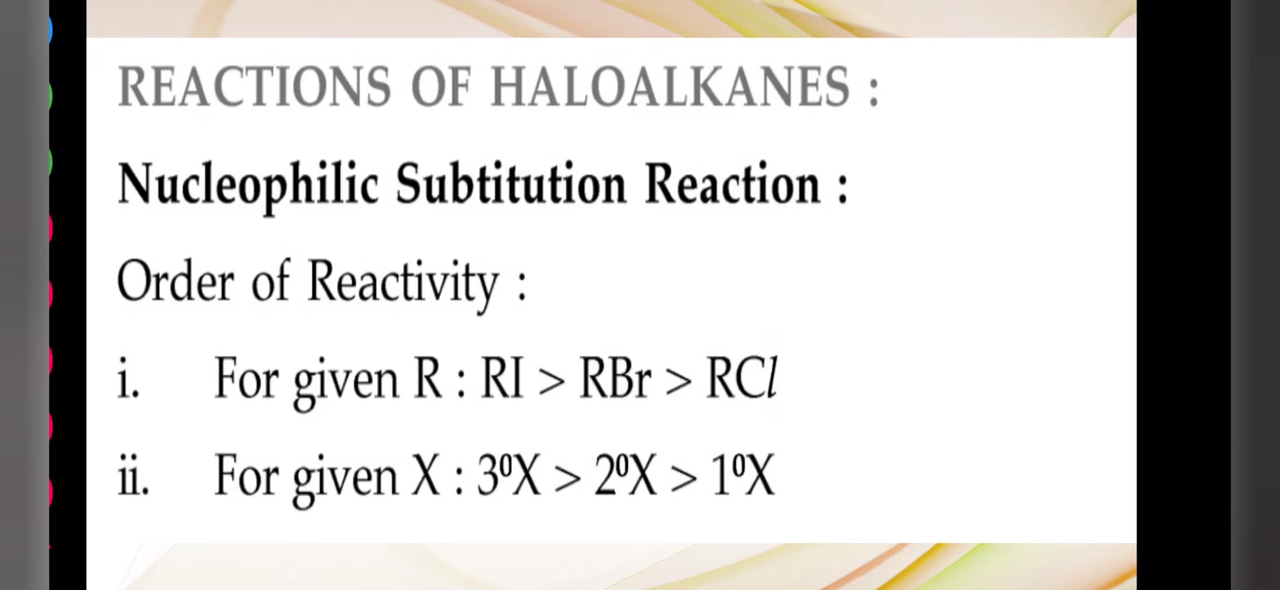 REACTIONS OF HALOALKANES :
Nucleophilic Subtitution Reaction :
Order of Reactivity :
i. For given R : RI > RBr > RCl
ii. For given X : 3⁰X > 2⁰X > 1⁰X